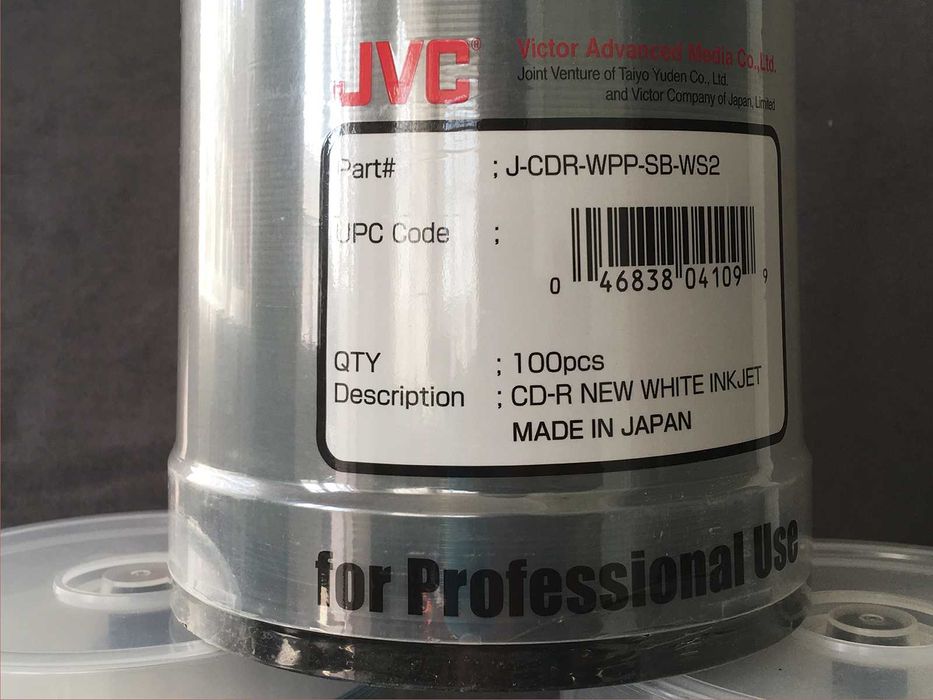 JVC®
Victor Advanced Media Co.,Ltd.
Joint Venture of Taiyo Yuden Co., Ltd.
and Victor Company of Japan, Limited
Part# ; J-CDR-WPP-SB-WS2
UPC Code ;
0 46838 04109 9
QTY ; 100pcs
Description ; CD-R NEW WHITE INKJET
MADE IN JAPAN
for Professional Use